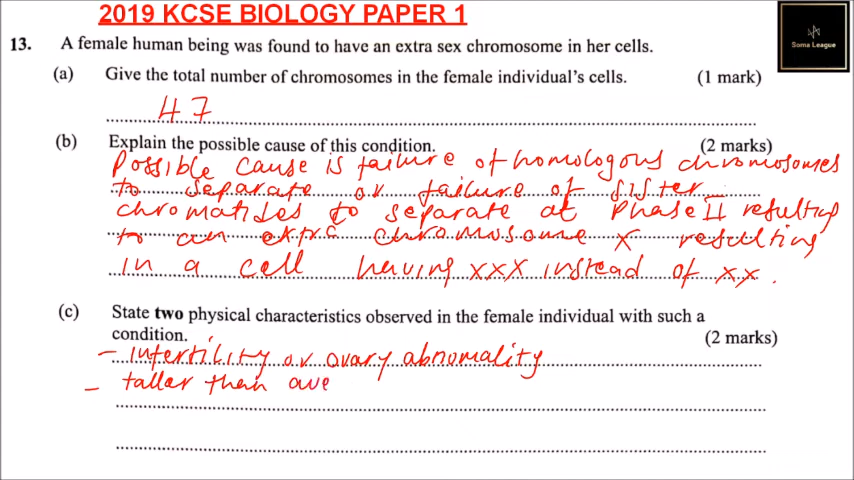 2019 KCSE BIOLOGY PAPER 1
Soma League
13. A female human being was found to have an extra sex chromosome in her cells.
(a) Give the total number of chromosomes in the female individual's cells. (1 mark)
47
(b) Explain the possible cause of this condition. (2 marks)
Possible cause is failure of homologous chromosomes
to separate or failure of sister
chromatides to separate at Phase II resulting
to an extra chromosome X resulting
in a cell having XXX instead of XX.
(c) State two physical characteristics observed in the female individual with such a
condition. (2 marks)
- infertility or ovary abnomality
- taller than ave